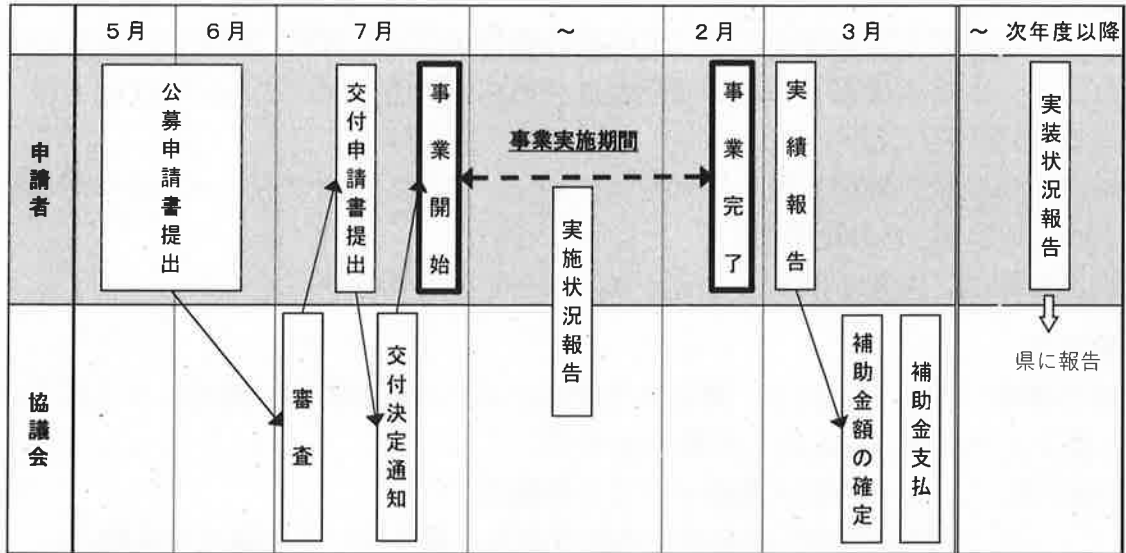 5月
6月
7月
～
2月
3月
～ 次年度以降
申請者
公募申請書提出
交付申請書提出
事業開始
事業実施期間
実施状況報告
事業完了
実績報告
実装状況報告
協議会
審査
交付決定通知
補助金額の確定
補助金支払
県に報告